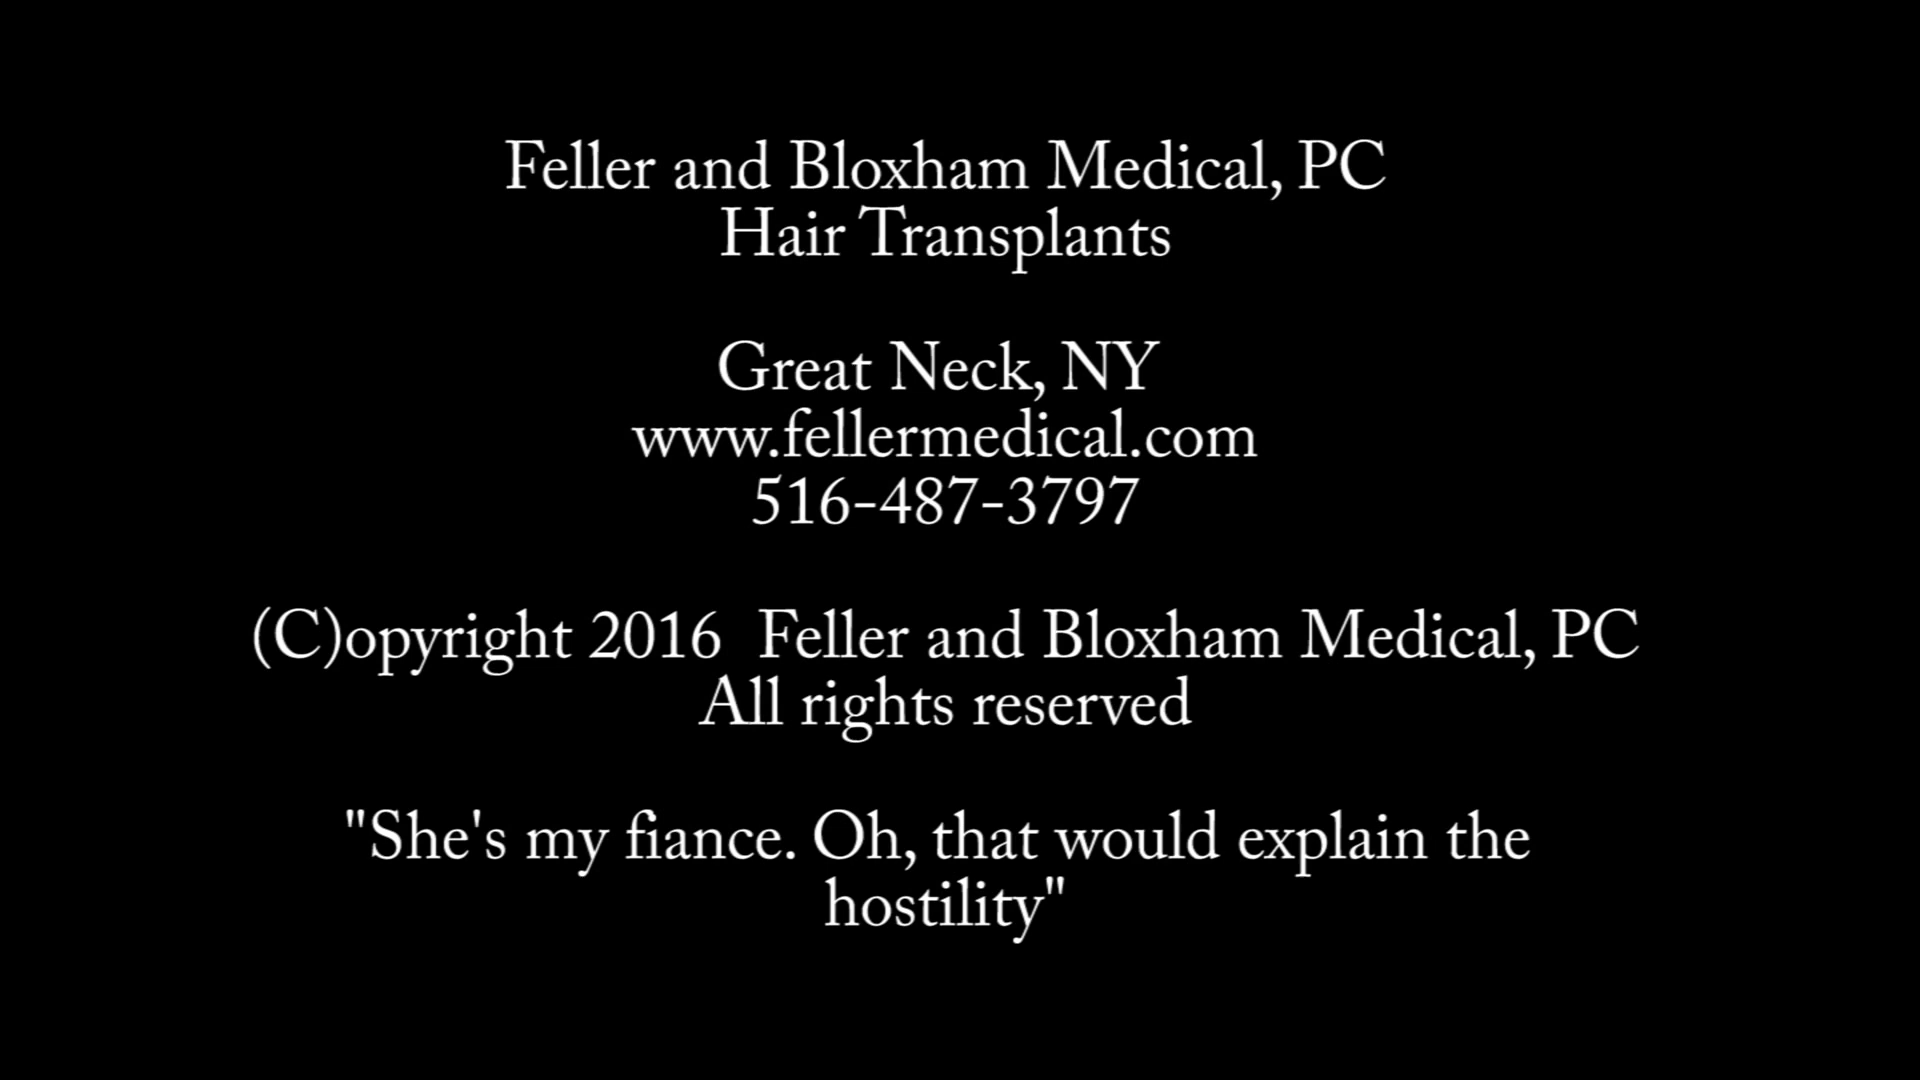 Feller and Bloxham Medical, PC
Hair Transplants
Great Neck, NY
www.fellermedical.com
516-487-3797
(C)opyright 2016  Feller and Bloxham Medical, PC
All rights reserved
"She's my fiance. Oh, that would explain the
hostility"